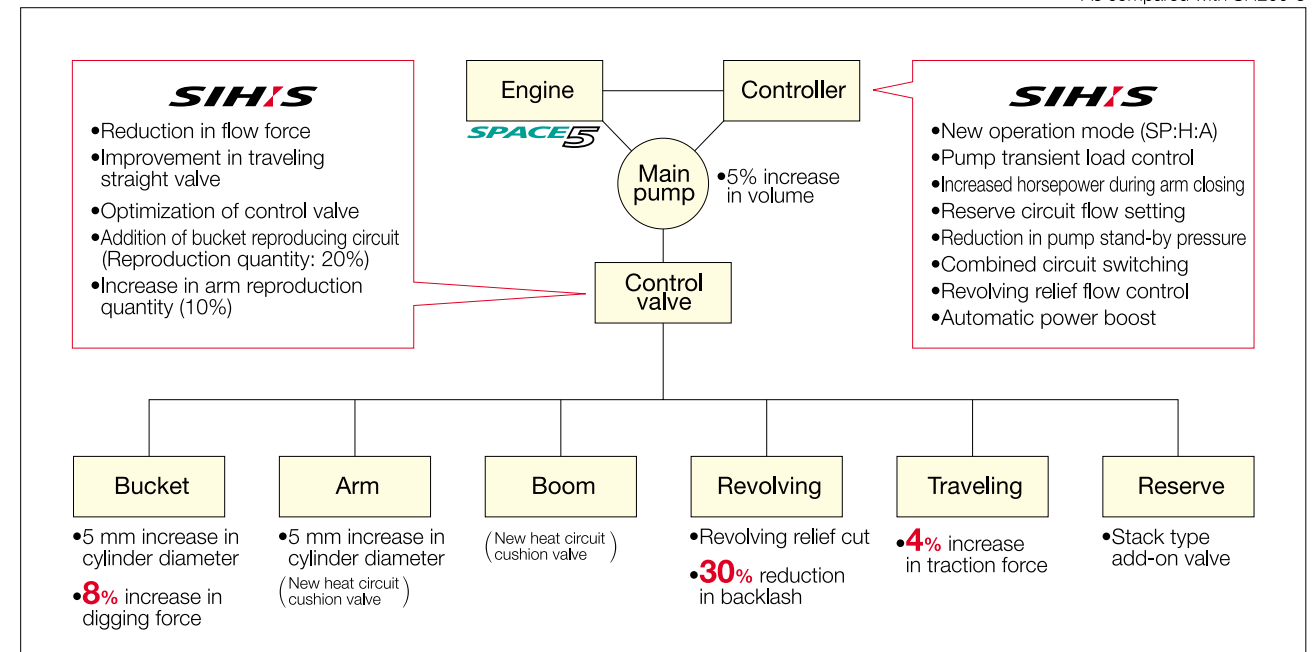 SIH:S
•Reduction in flow force
•Improvement in traveling
straight valve
•Optimization of control valve
•Addition of bucket reproducing circuit
(Reproduction quantity: 20%)
•Increase in arm reproduction
quantity (10%)
Engine
SPACE5
Controller
Main
pump
•5% increase
in volume
Control
valve
SIH:S
•New operation mode (SP:H:A)
•Pump transient load control
•Increased horsepower during arm closing
•Reserve circuit flow setting
•Reduction in pump stand-by pressure
•Combined circuit switching
•Revolving relief flow control
•Automatic power boost
Bucket
•5 mm increase in
cylinder diameter
•8% increase in
digging force
Arm
•5 mm increase in
cylinder diameter
(New heat circuit
cushion valve)
Boom
(New heat circuit
cushion valve)
Revolving
•Revolving relief cut
•30% reduction
in backlash
Traveling
•4% increase
in traction force
Reserve
•Stack type
add-on valve